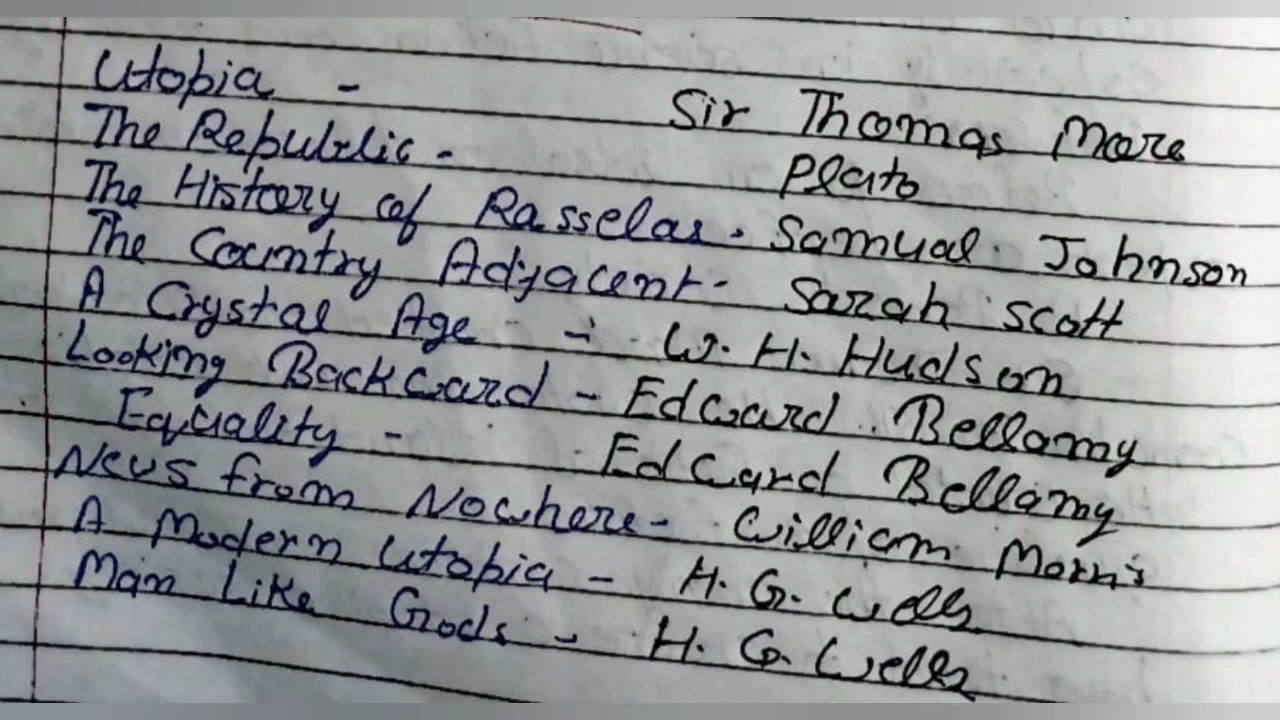 Utopia - Sir Thomas More
The Republic - Plato
The History of Rasselas - Samual Johnson
The Country Adjacent - Sarah Scott
A Crystal Age - W. H. Hudson
Looking Backward - Edward Bellamy
Equality - Edward Bellamy
News from Nowhere - William Morris
A Modern Utopia - H. G. Wells
Man Like Gods - H. G. Wells